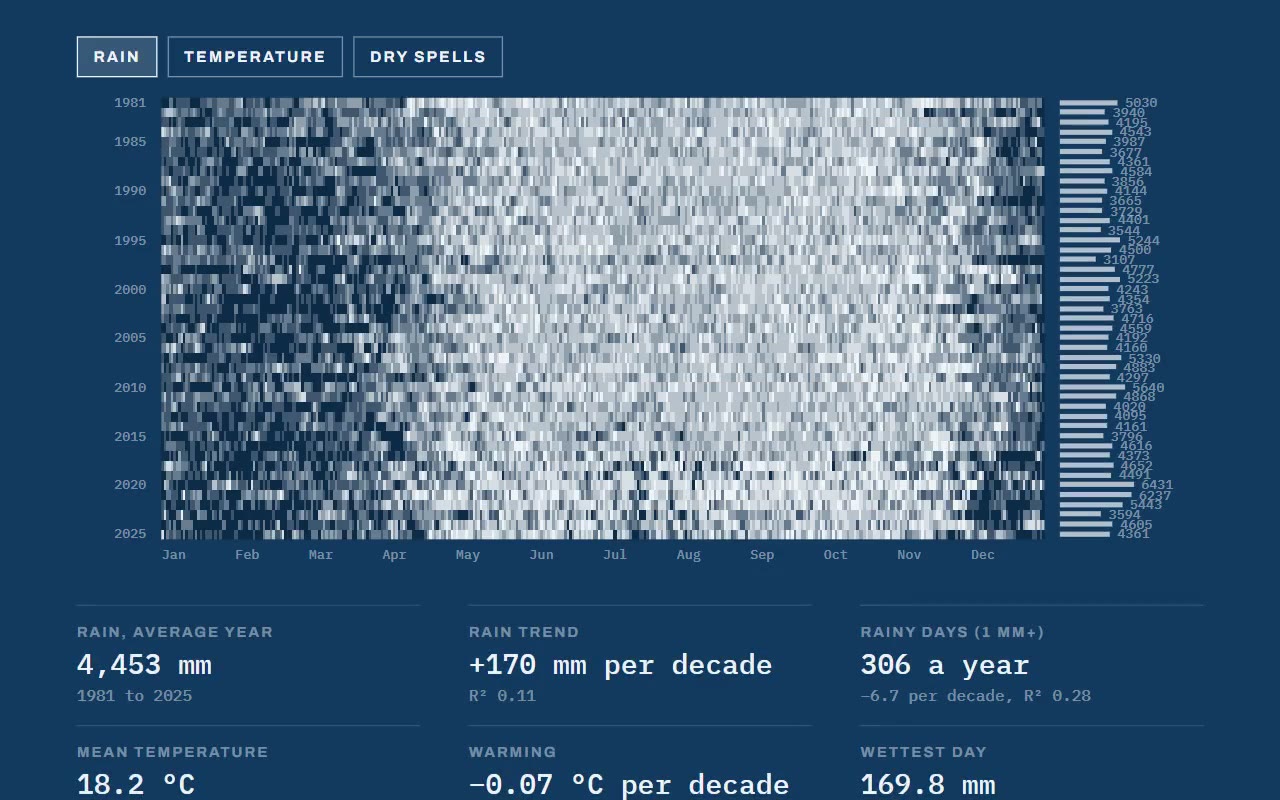 RAIN TEMPERATURE DRY SPELLS
1981 5030
3940
4195
4543
1985 3987
3677
4361
4584
3856
1990 4144
3665
3729
4401
3544
1995 5244
4500
3107
4777
5223
2000 4243
4354
3763
4716
4559
2005 4192
4160
5330
4883
4297
2010 5640
4868
4020
4095
4161
2015 3796
4616
4373
4652
4491
2020 6431
6237
5443
3594
4605
2025 4361
Jan Feb Mar Apr May Jun Jul Aug Sep Oct Nov Dec
RAIN, AVERAGE YEAR
4,453 mm
1981 to 2025
RAIN TREND
+170 mm per decade
R² 0.11
RAINY DAYS (1 MM+)
306 a year
−6.7 per decade, R² 0.28
MEAN TEMPERATURE
18.2 °C
WARMING
−0.07 °C per decade
WETTEST DAY
169.8 mm